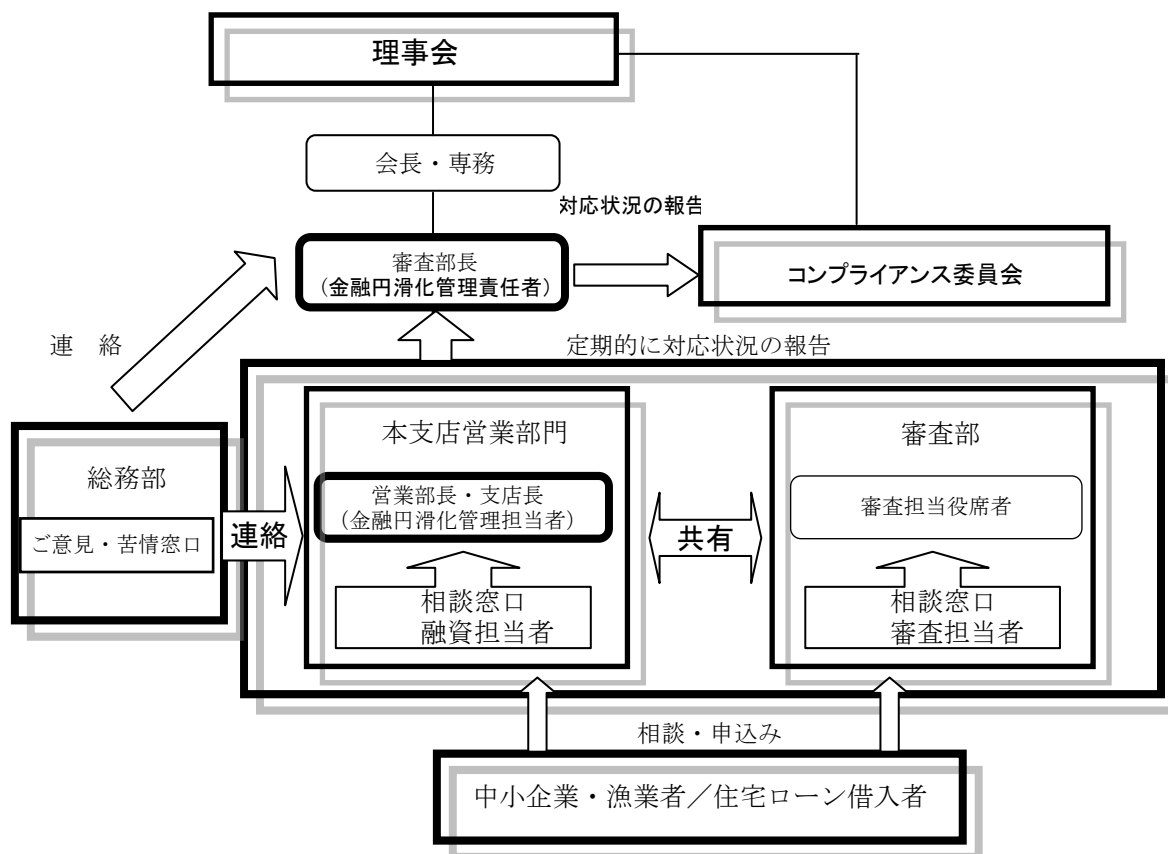 理事会
会長・専務
対応状況の報告
審査部長
(金融円滑化管理責任者)
コンプライアンス委員会
連　絡
定期的に対応状況の報告
本支店営業部門
審査部
総務部
営業部長・支店長
(金融円滑化管理担当者)
審査担当役席者
ご意見・苦情窓口
連絡
共有
相談窓口
融資担当者
相談窓口
審査担当者
相談・申込み
中小企業・漁業者／住宅ローン借入者